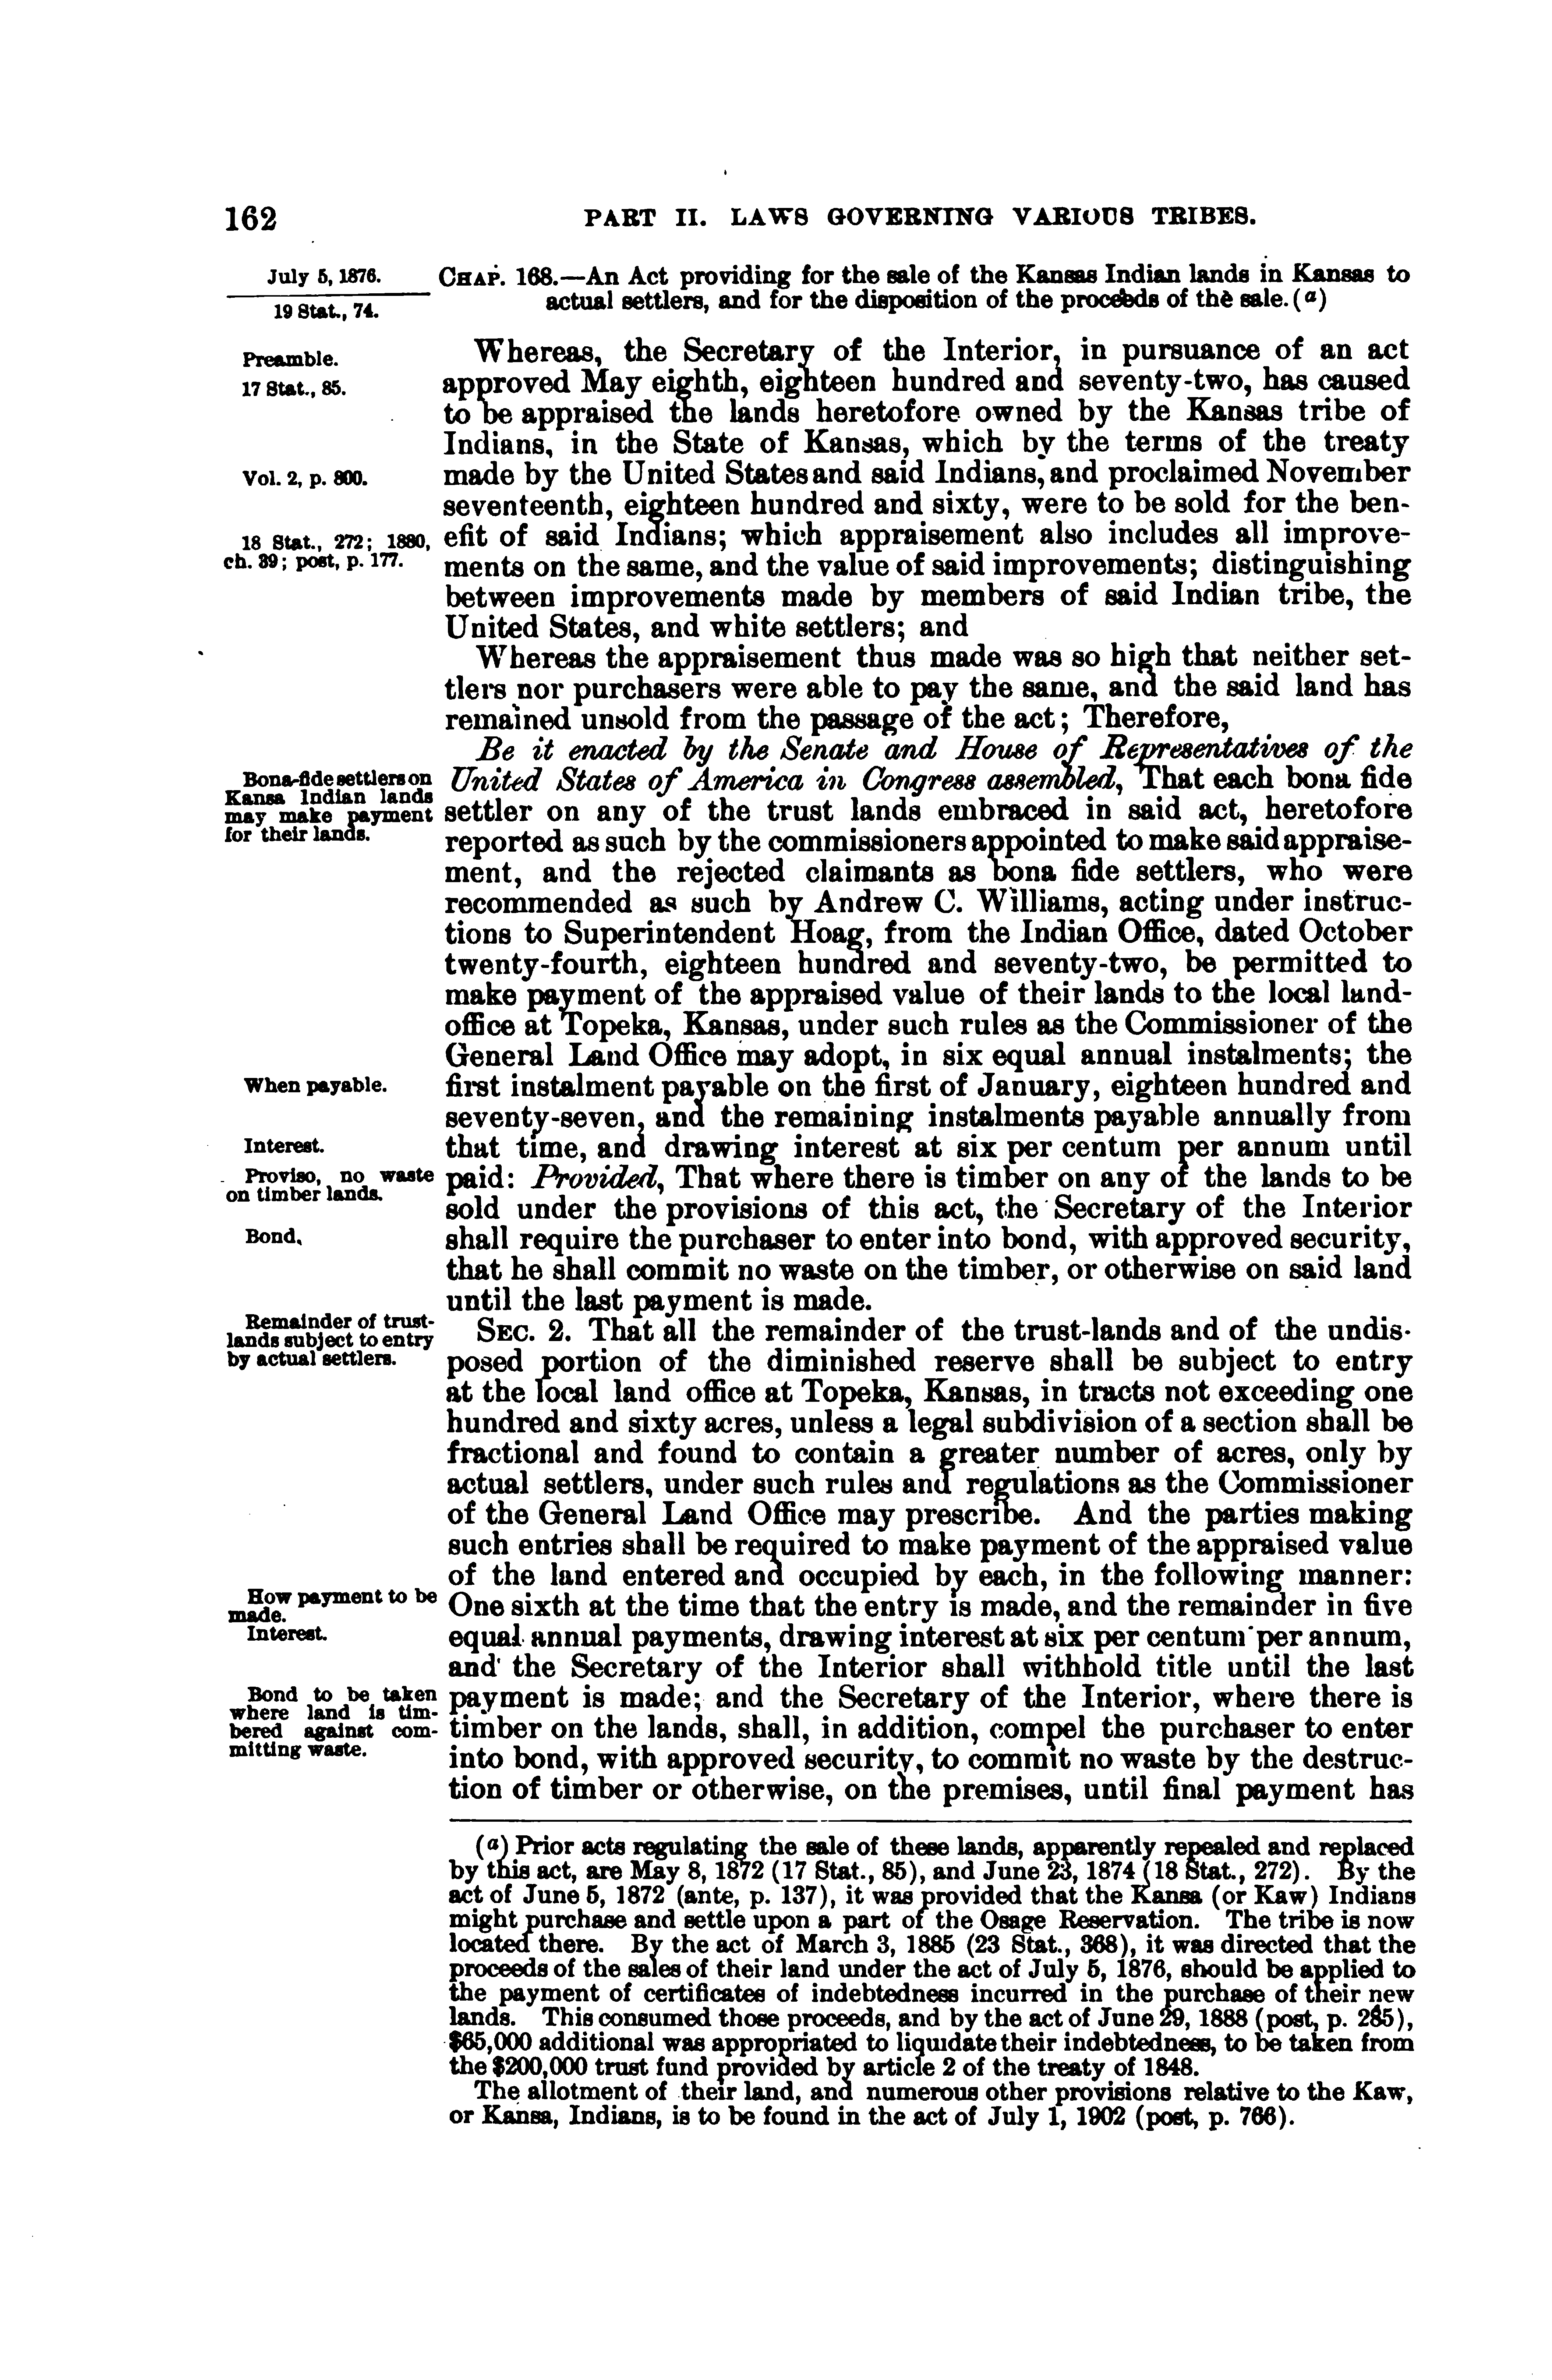 162 PART II. LAWS GOVERNING VARIOUS TRIBES.
July 5, 1876.
19 Stat., 74.
CHAP. 168.—An Act providing for the sale of the Kansas Indian lands in Kansas to
actual settlers, and for the disposition of the proceeds of the sale.(a)
Preamble.
17 Stat., 85.
Vol. 2, p. 800.
18 Stat., 272; 1880,
ch. 39; post, p. 177.
Whereas, the Secretary of the Interior, in pursuance of an act
approved May eighth, eighteen hundred and seventy-two, has caused
to be appraised the lands heretofore owned by the Kansas tribe of
Indians, in the State of Kansas, which by the terms of the treaty
made by the United States and said Indians, and proclaimed November
seventeenth, eighteen hundred and sixty, were to be sold for the ben-
efit of said Indians; which appraisement also includes all improve-
ments on the same, and the value of said improvements; distinguishing
between improvements made by members of said Indian tribe, the
United States, and white settlers; and
Whereas the appraisement thus made was so high that neither set-
tlers nor purchasers were able to pay the same, and the said land has
remained unsold from the passage of the act; Therefore,
Bona-fide settlers on
Kansa Indian lands
may make payment
for their lands.
Be it enacted by the Senate and House of Representatives of the
United States of America in Congress assembled, That each bona fide
settler on any of the trust lands embraced in said act, heretofore
reported as such by the commissioners appointed to make said appraise-
ment, and the rejected claimants as bona fide settlers, who were
recommended as such by Andrew C. Williams, acting under instruc-
tions to Superintendent Hoag, from the Indian Office, dated October
twenty-fourth, eighteen hundred and seventy-two, be permitted to
make payment of the appraised value of their lands to the local land-
office at Topeka, Kansas, under such rules as the Commissioner of the
General Land Office may adopt, in six equal annual instalments; the
When payable.
first instalment payable on the first of January, eighteen hundred and
seventy-seven, and the remaining instalments payable annually from
Interest.
that time, and drawing interest at six per centum per annum until
Proviso, no waste
on timber lands.
paid: Provided, That where there is timber on any of the lands to be
sold under the provisions of this act, the Secretary of the Interior
Bond.
shall require the purchaser to enter into bond, with approved security,
that he shall commit no waste on the timber, or otherwise on said land
until the last payment is made.
Remainder of trust-
lands subject to entry
by actual settlers.
SEC. 2. That all the remainder of the trust-lands and of the undis-
posed portion of the diminished reserve shall be subject to entry
at the local land office at Topeka, Kansas, in tracts not exceeding one
hundred and sixty acres, unless a legal subdivision of a section shall be
fractional and found to contain a greater number of acres, only by
actual settlers, under such rules and regulations as the Commissioner
of the General Land Office may prescribe. And the parties making
such entries shall be required to make payment of the appraised value
of the land entered and occupied by each, in the following manner:
How payment to be
made.
Interest.
One sixth at the time that the entry is made, and the remainder in five
equal annual payments, drawing interest at six per centum per annum,
and the Secretary of the Interior shall withhold title until the last
Bond to be taken
where land is tim-
bered against com-
mitting waste.
payment is made; and the Secretary of the Interior, where there is
timber on the lands, shall, in addition, compel the purchaser to enter
into bond, with approved security, to commit no waste by the destruc-
tion of timber or otherwise, on the premises, until final payment has
(a) Prior acts regulating the sale of these lands, apparently repealed and replaced
by this act, are May 8, 1872 (17 Stat., 85), and June 23, 1874 (18 Stat., 272). By the
act of June 5, 1872 (ante, p. 137), it was provided that the Kansa (or Kaw) Indians
might purchase and settle upon a part of the Osage Reservation. The tribe is now
located there. By the act of March 3, 1885 (23 Stat., 368), it was directed that the
proceeds of the sales of their land under the act of July 5, 1876, should be applied to
the payment of certificates of indebtedness incurred in the purchase of their new
lands. This consumed those proceeds, and by the act of June 29, 1888 (post, p. 285),
$65,000 additional was appropriated to liquidate their indebtedness, to be taken from
the $200,000 trust fund provided by article 2 of the treaty of 1848.
The allotment of their land, and numerous other provisions relative to the Kaw,
or Kansa, Indians, is to be found in the act of July 1, 1902 (post, p. 766).